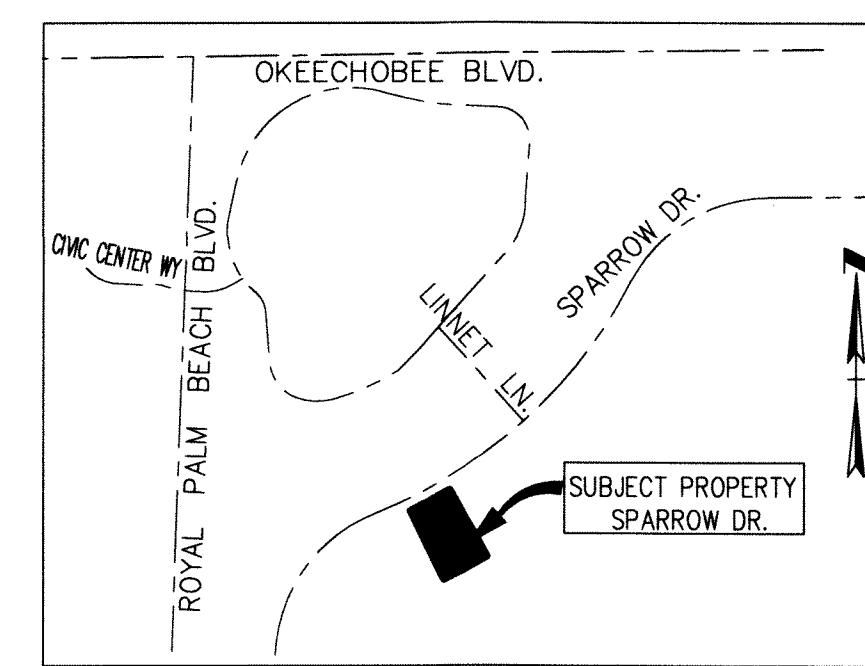 OKEECHOBEE BLVD.
CIVIC CENTER WY
ROYAL PALM BEACH BLVD.
SPARROW DR.
LINNET LN.
SUBJECT PROPERTY
SPARROW DR.